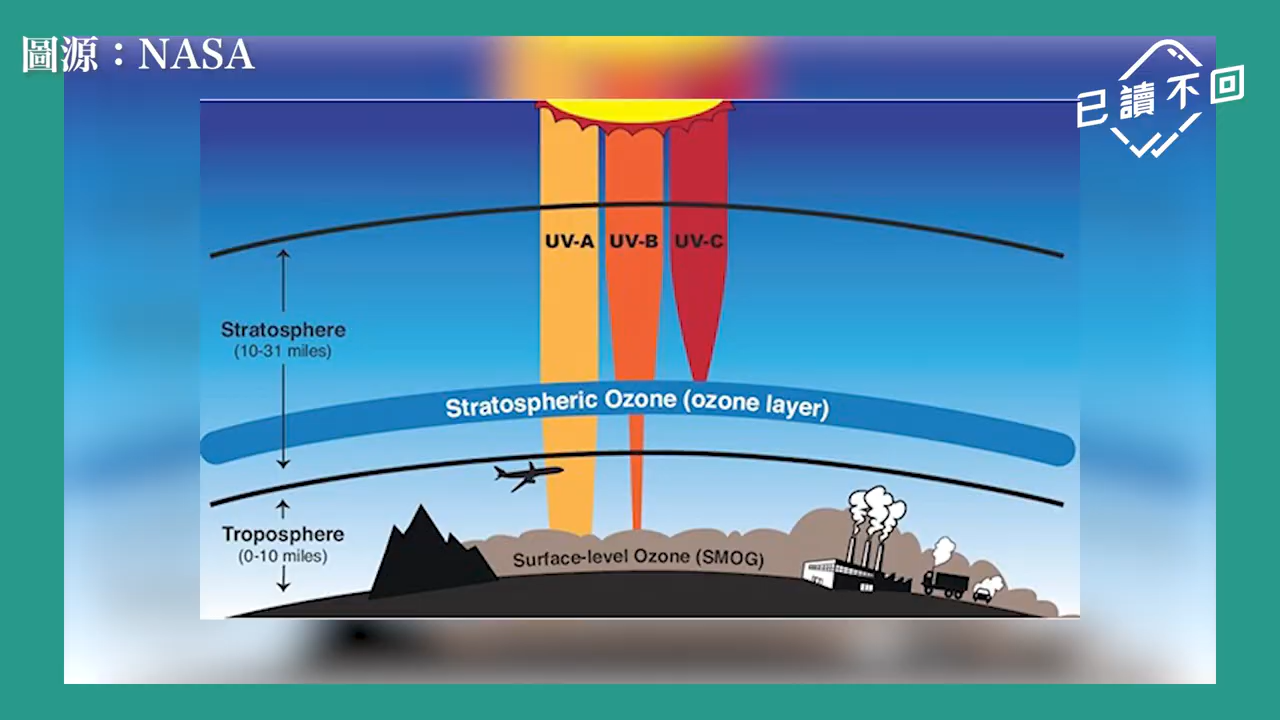 圖源：NASA
已讀不回
UV-A
UV-B
UV-C
Stratosphere
(10-31 miles)
Stratospheric Ozone (ozone layer)
Troposphere
(0-10 miles)
Surface-level Ozone (SMOG)